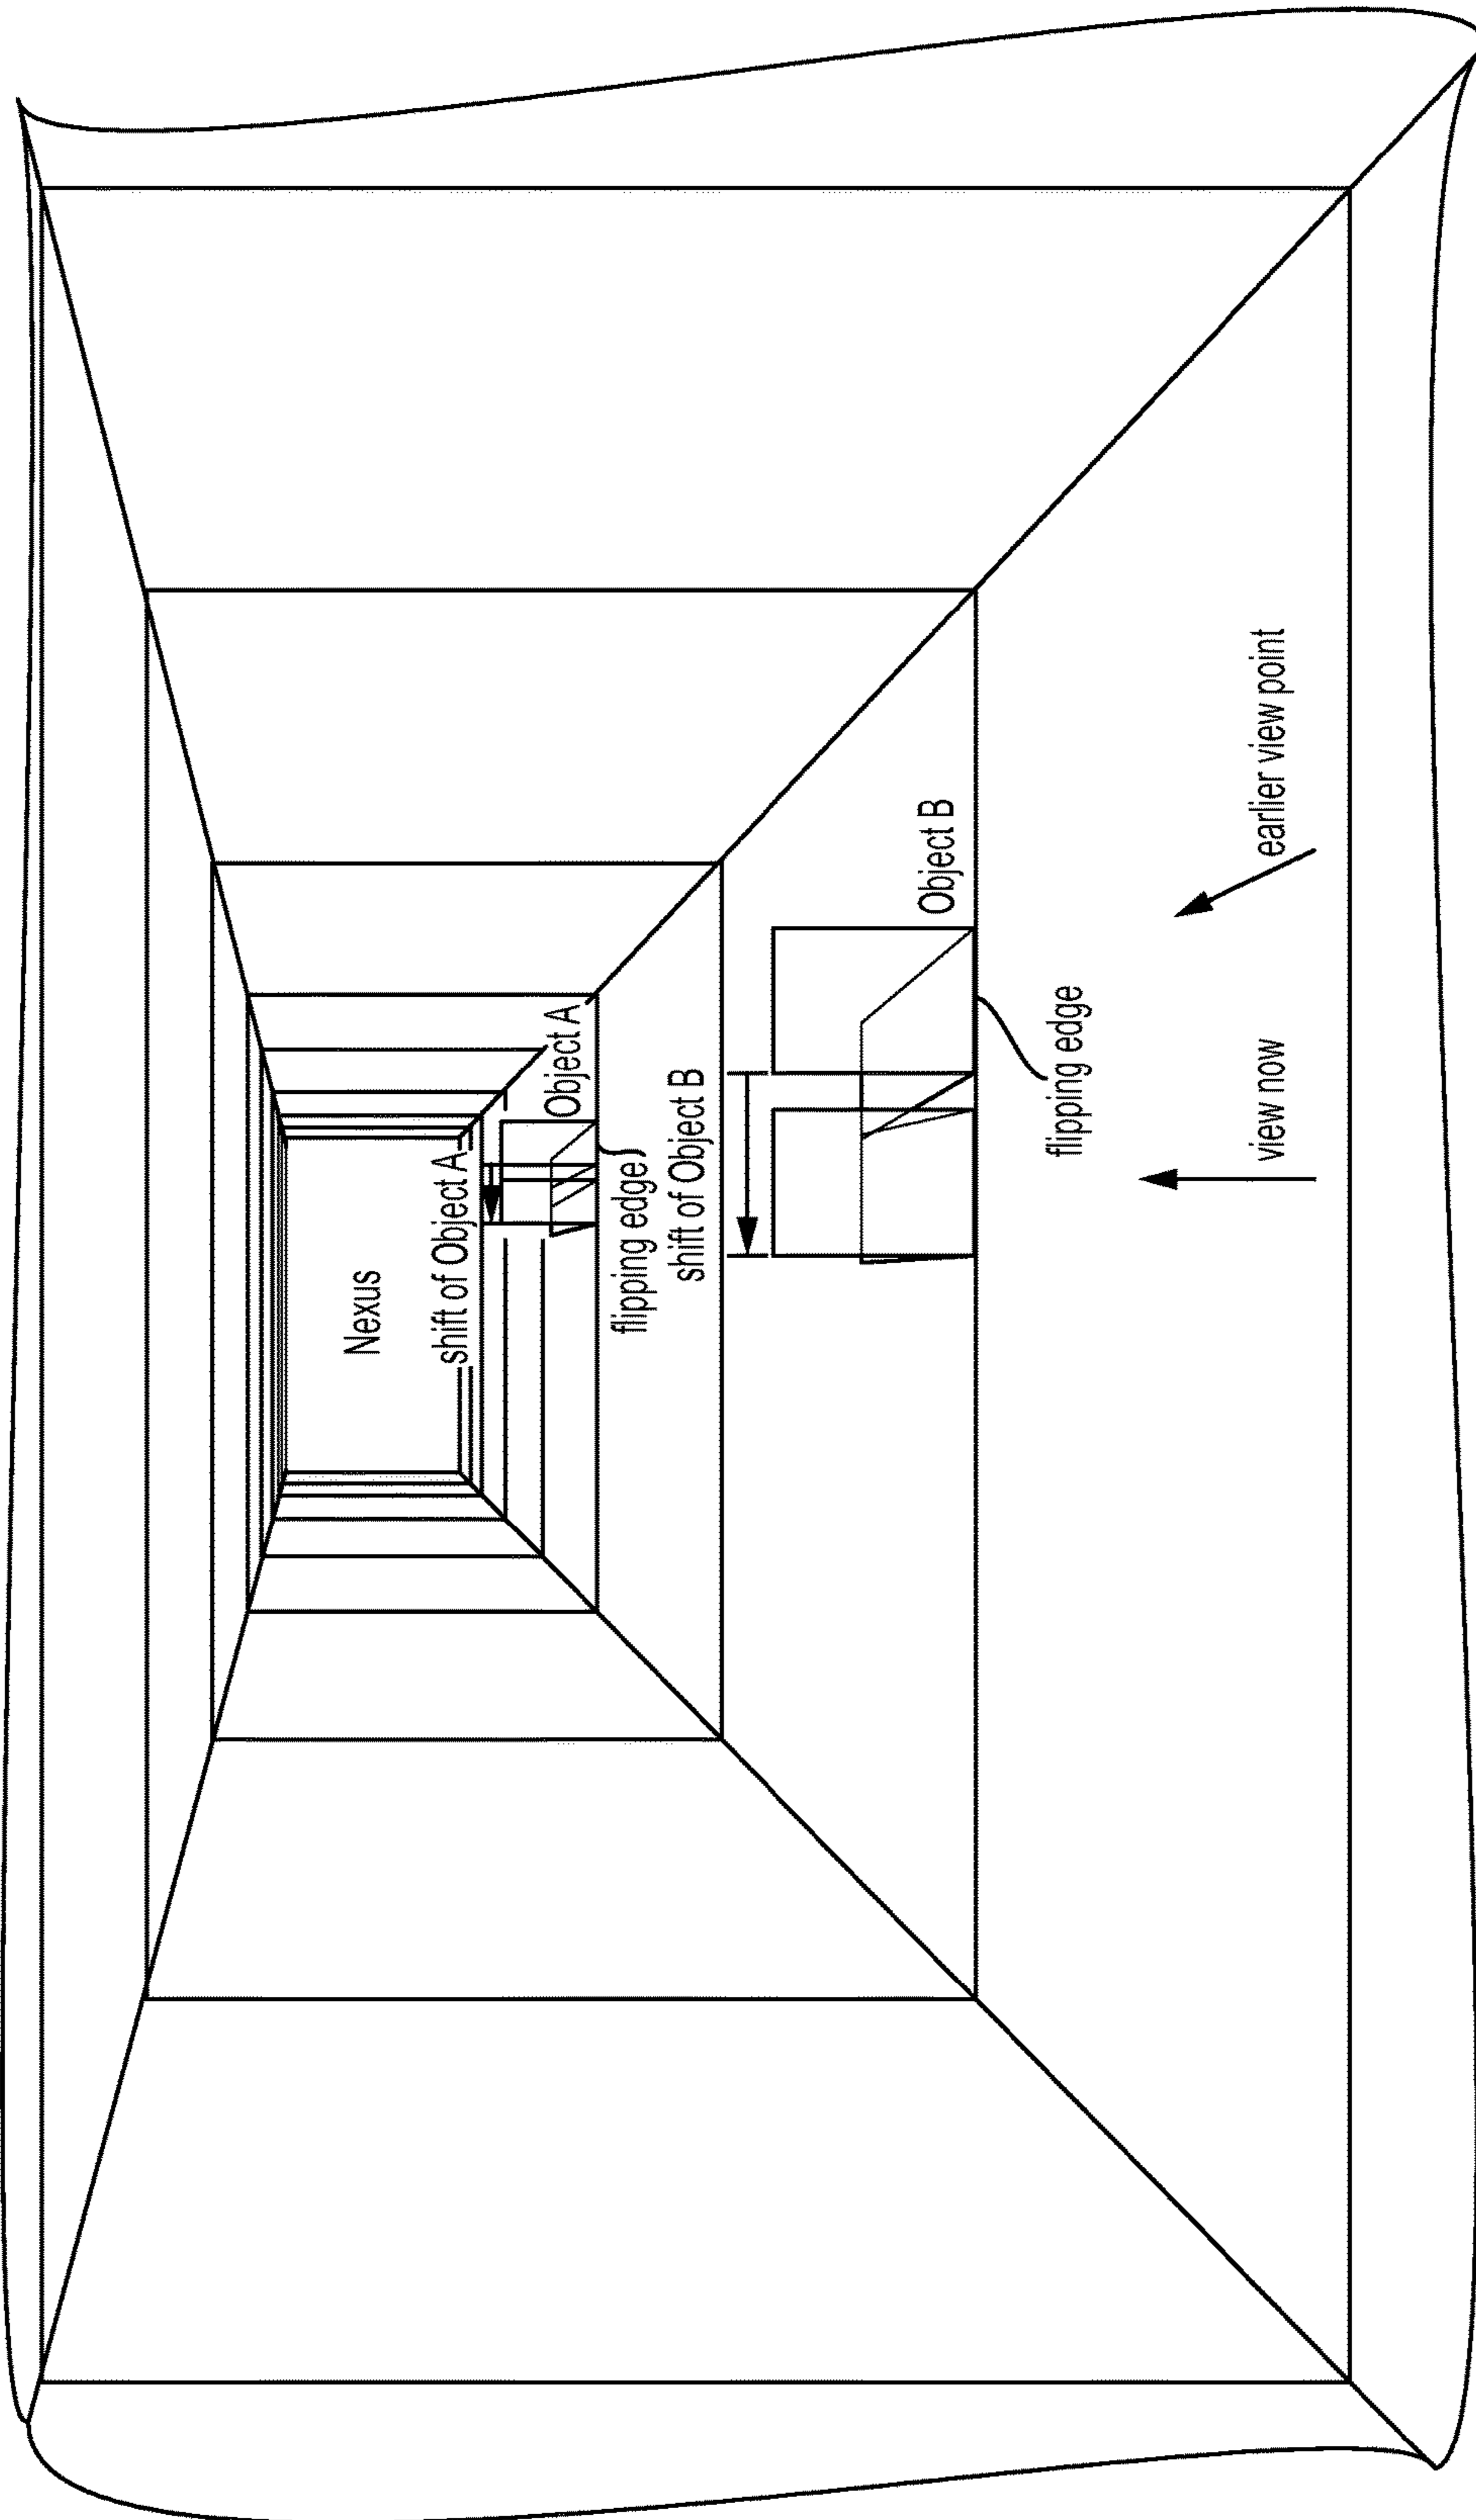 Nexus
shift of Object A
Object A
flipping edge
shift of Object B
Object B
flipping edge
view now
earlier view point